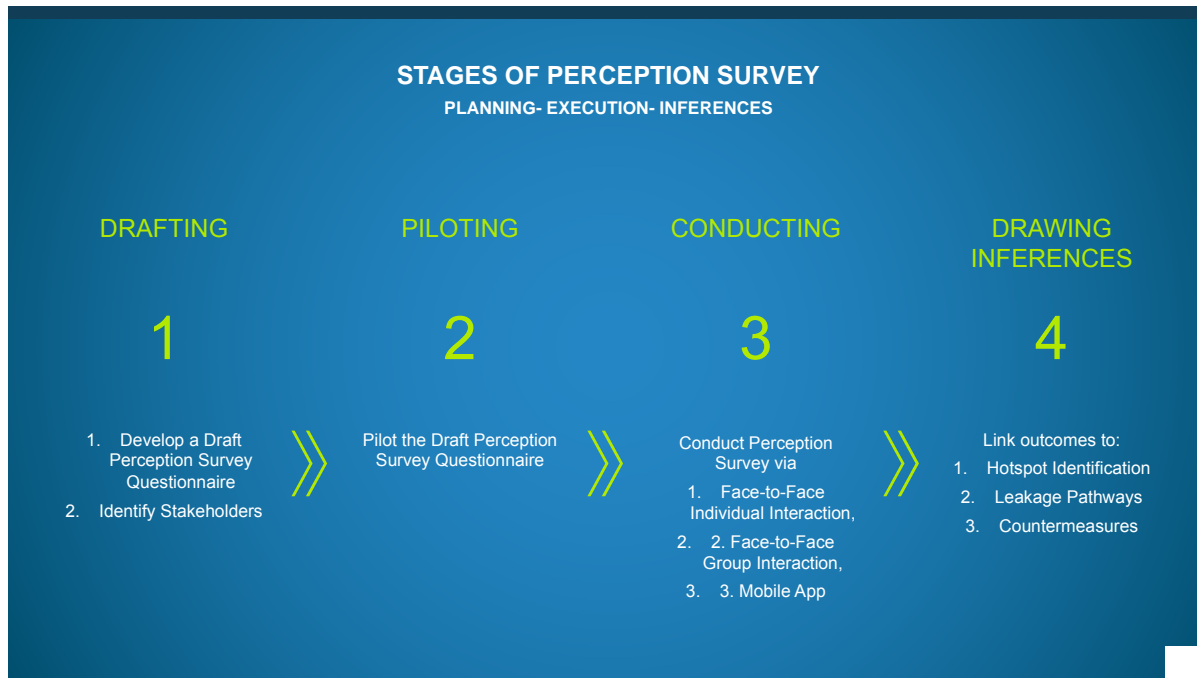 STAGES OF PERCEPTION SURVEY
PLANNING- EXECUTION- INFERENCES
DRAFTING
1
1. Develop a Draft
Perception Survey
Questionnaire
2. Identify Stakeholders
PILOTING
2
Pilot the Draft Perception
Survey Questionnaire
CONDUCTING
3
Conduct Perception
Survey via
1. Face-to-Face
Individual Interaction,
2. 2. Face-to-Face
Group Interaction,
3. 3. Mobile App
DRAWING
INFERENCES
4
Link outcomes to:
1. Hotspot Identification
2. Leakage Pathways
3. Countermeasures